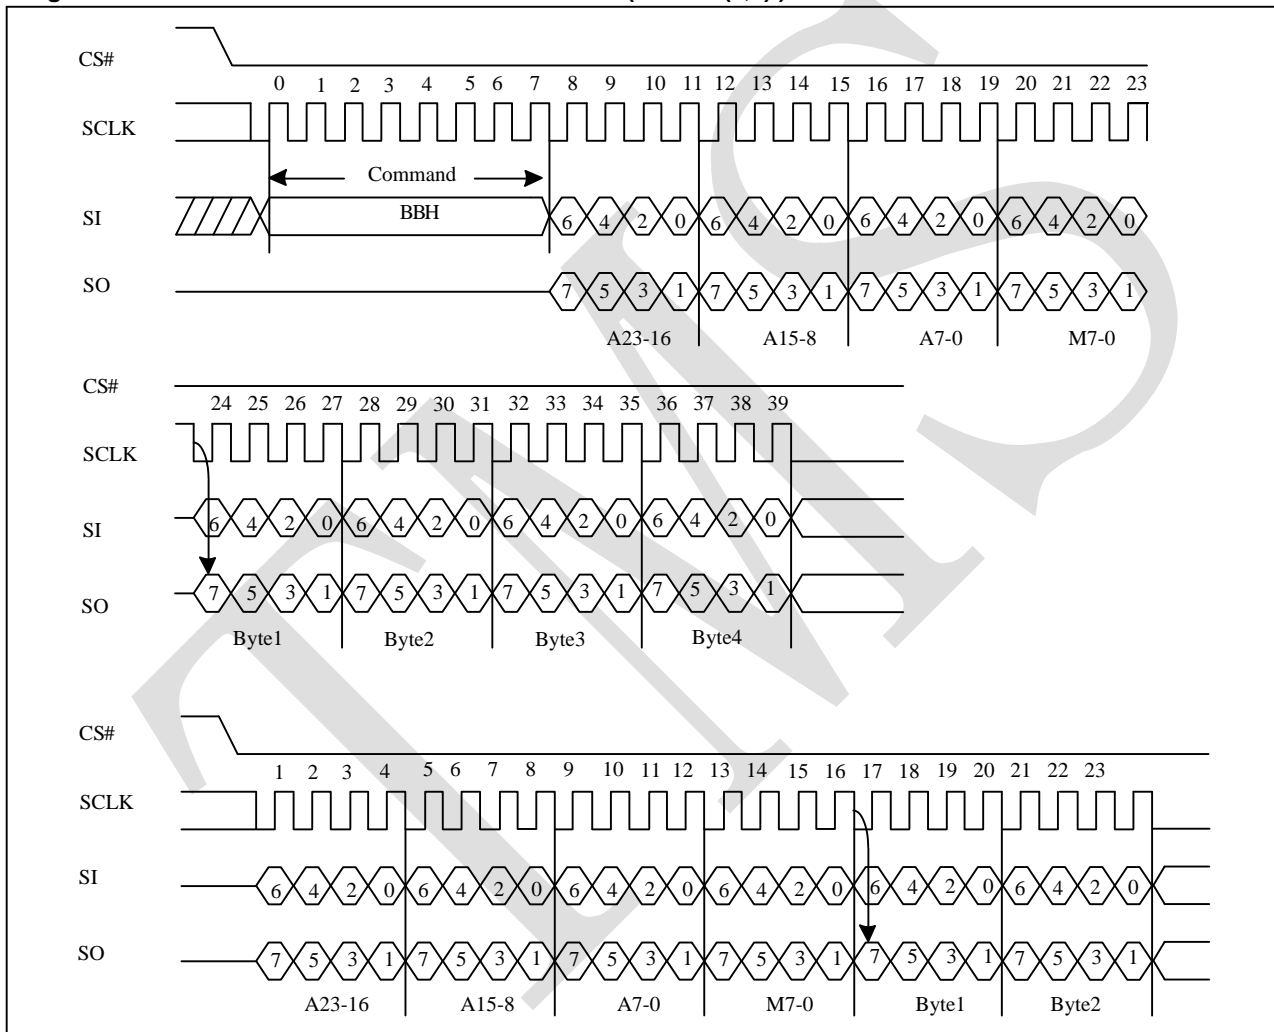 CS#
0 1 2 3 4 5 6 7 8 9 10 11 12 13 14 15 16 17 18 19 20 21 22 23
SCLK
Command
SI BBH 6 4 2 0 6 4 2 0 6 4 2 0 6 4 2 0
SO 7 5 3 1 7 5 3 1 7 5 3 1 7 5 3 1
A23-16 A15-8 A7-0 M7-0
CS#
24 25 26 27 28 29 30 31 32 33 34 35 36 37 38 39
SCLK
SI 6 4 2 0 6 4 2 0 6 4 2 0 6 4 2 0
SO 7 5 3 1 7 5 3 1 7 5 3 1 7 5 3 1
Byte1 Byte2 Byte3 Byte4
CS#
1 2 3 4 5 6 7 8 9 10 11 12 13 14 15 16 17 18 19 20 21 22 23
SCLK
SI 6 4 2 0 6 4 2 0 6 4 2 0 6 4 2 0 6 4 2 0 6 4 2 0
SO 7 5 3 1 7 5 3 1 7 5 3 1 7 5 3 1 7 5 3 1 7 5 3 1
A23-16 A15-8 A7-0 M7-0 Byte1 Byte2
TMS